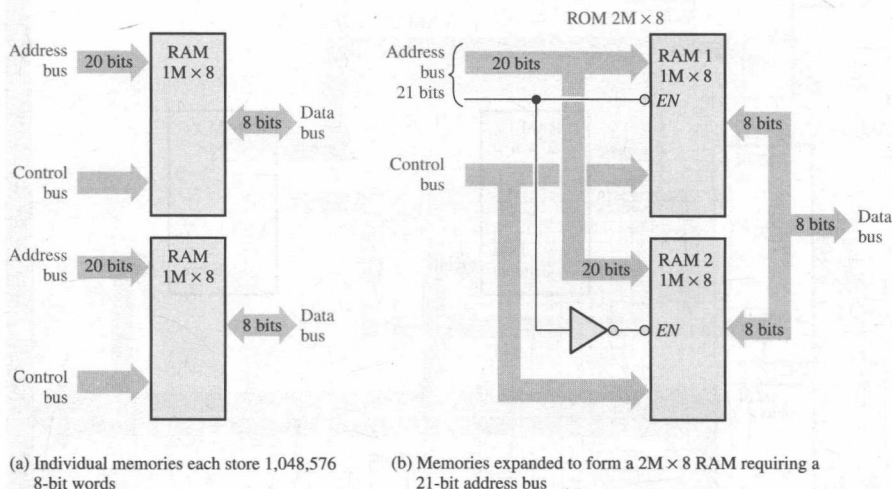 Address
bus
20 bits
RAM
1M × 8
8 bits
Data
bus
Control
bus
Address
bus
20 bits
RAM
1M × 8
8 bits
Data
bus
Control
bus
(a) Individual memories each store 1,048,576
8-bit words
ROM 2M × 8
Address
bus
21 bits
20 bits
RAM 1
1M × 8
EN
8 bits
Control
bus
8 bits
Data
bus
20 bits
RAM 2
1M × 8
EN
8 bits
(b) Memories expanded to form a 2M × 8 RAM requiring a
21-bit address bus